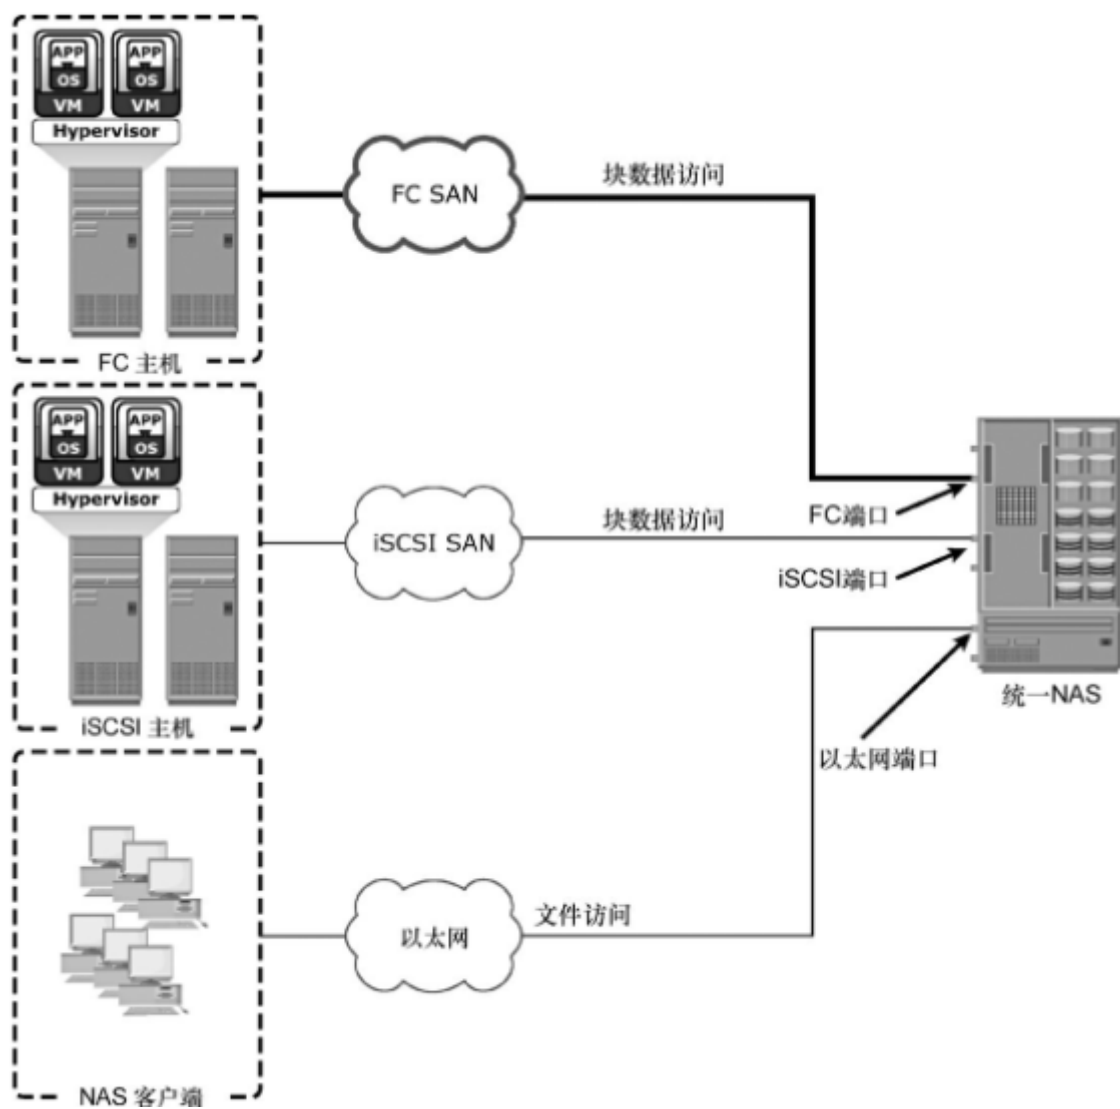 APP APP
OS OS
VM VM
Hypervisor
FC SAN
块数据访问
FC 主机
APP APP
OS OS
VM VM
Hypervisor
iSCSI SAN
块数据访问
FC端口
iSCSI端口
iSCSI 主机
统一NAS
以太网端口
以太网
文件访问
NAS 客户端